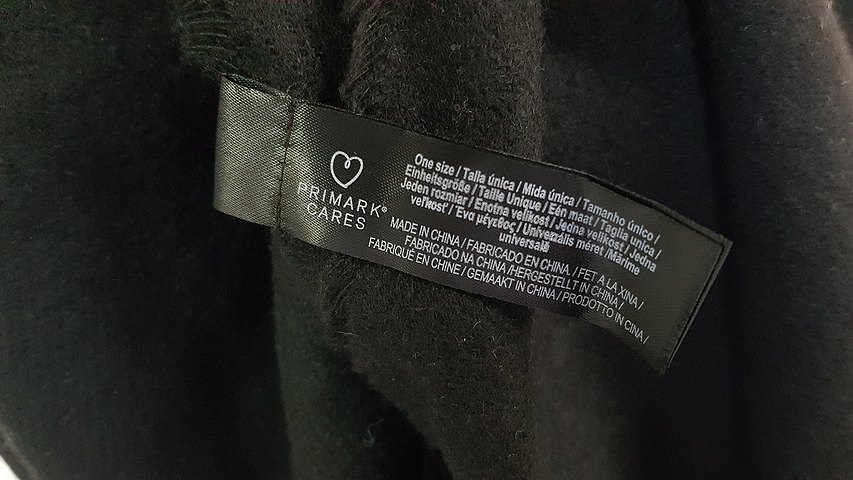 PRIMARK®
CARES
One size / Talla única / Mida única / Tamanho único /
Einheitsgröße / Taille Unique / Eén maat / Taglia unica /
Jeden rozmiar / Enotna velikost / Jedna velikost / Jedna
veľkosť / Ένα μέγεθος / Univerzális méret / Mărime
universală
MADE IN CHINA / FABRICADO EN CHINA / FET A LA XINA /
FABRICADO NA CHINA / HERGESTELLT IN CHINA /
FABRIQUÉ EN CHINE / GEMAAKT IN CHINA / PRODOTTO IN CINA /